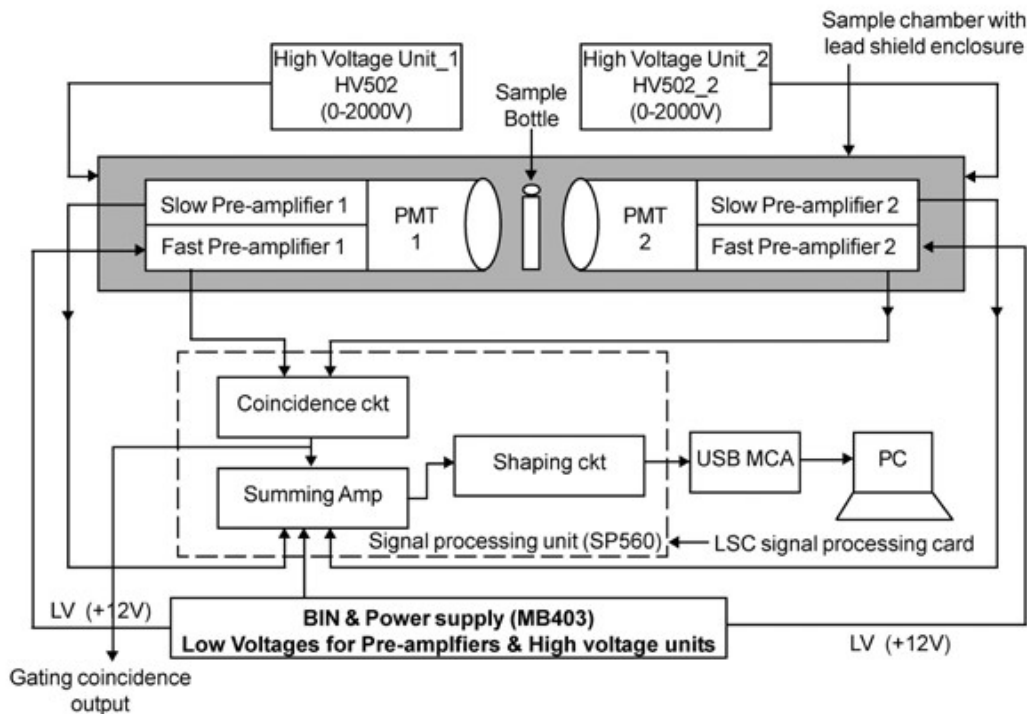 Sample chamber with
lead shield enclosure
High Voltage Unit_1
HV502
(0-2000V)
Sample
Bottle
High Voltage Unit_2
HV502_2
(0-2000V)
Slow Pre-amplifier 1
Fast Pre-amplifier 1
PMT
1
PMT
2
Slow Pre-amplifier 2
Fast Pre-amplifier 2
Coincidence ckt
Summing Amp
Shaping ckt
USB MCA
PC
Signal processing unit (SP560)
LSC signal processing card
LV (+12V)
BIN & Power supply (MB403)
Low Voltages for Pre-amplfiers & High voltage units
LV (+12V)
Gating coincidence
output